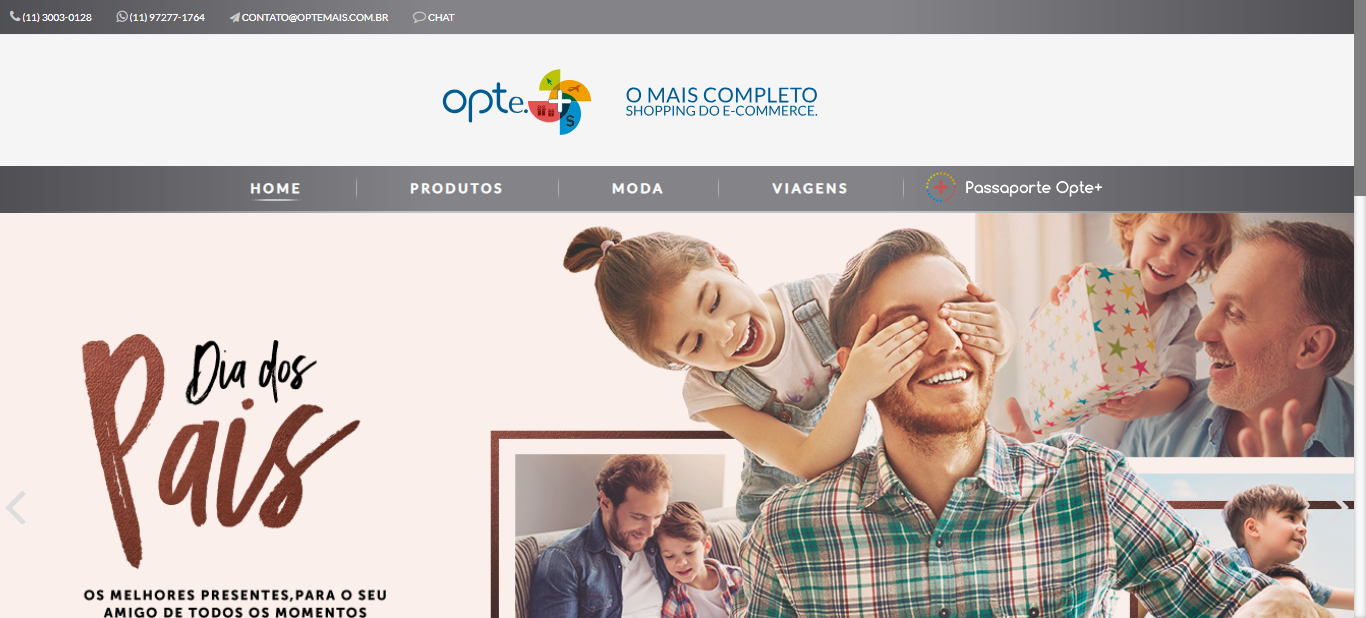 (11) 3003-0128 (11) 97277-1764 CONTATO@OPTEMAIS.COM.BR CHAT
opte.+
S
O MAIS COMPLETO
SHOPPING DO E-COMMERCE.
HOME PRODUTOS MODA VIAGENS Passaporte Opte+
Dia dos
Pais
OS MELHORES PRESENTES,PARA O SEU
AMIGO DE TODOS OS MOMENTOS